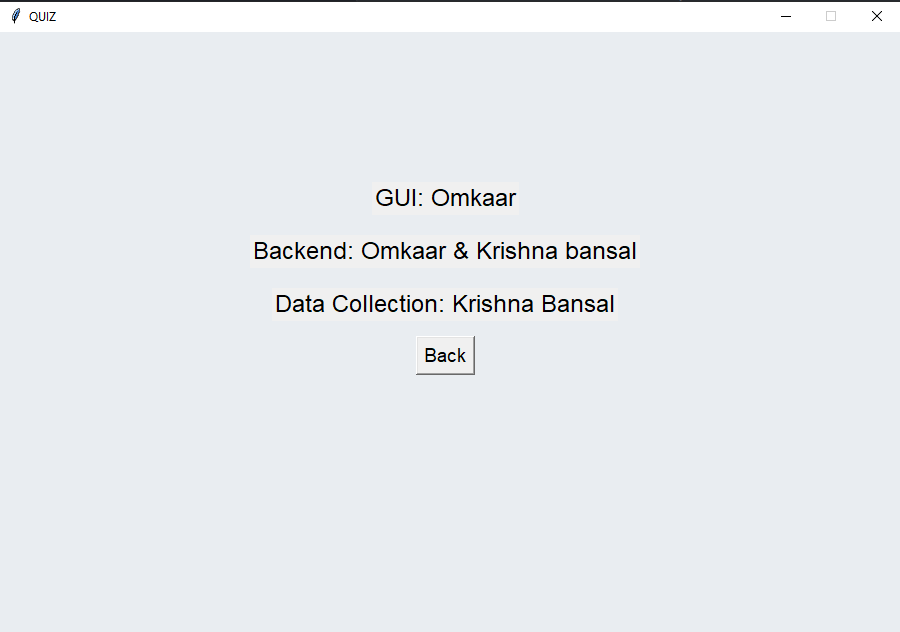 QUIZ
GUI: Omkaar
Backend: Omkaar & Krishna bansal
Data Collection: Krishna Bansal
Back